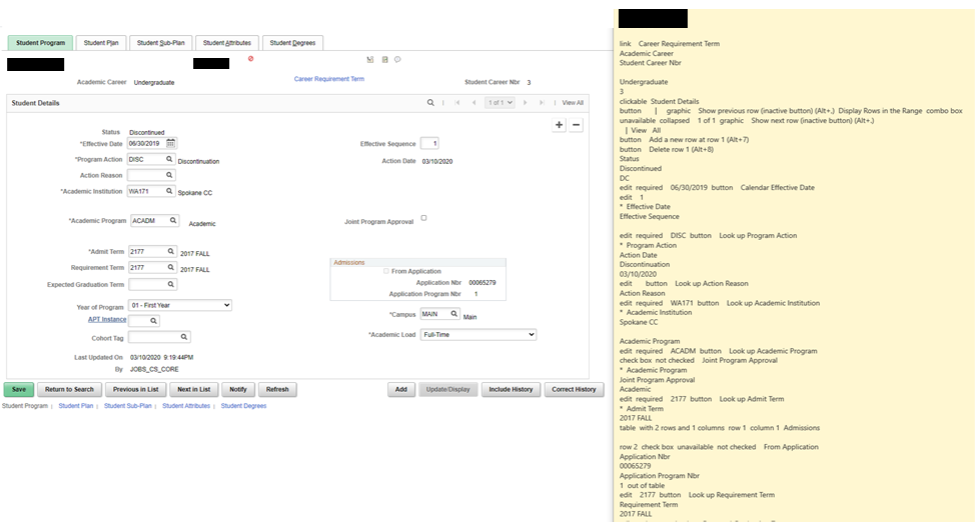 Student Program
Student Plan
Student Sub-Plan
Student Attributes
Student Degrees
Academic Career Undergraduate
Career Requirement Term
Student Career Nbr 3
Student Details
1 of 1
View All
Status Discontinued
*Effective Date 06/30/2019
Effective Sequence 1
*Program Action DISC Discontinuation
Action Date 03/10/2020
Action Reason
*Academic Institution WA171 Spokane CC
*Academic Program ACADM Academic
Joint Program Approval
*Admit Term 2177 2017 FALL
Requirement Term 2177 2017 FALL
Expected Graduation Term
Admissions
From Application
Application Nbr 00065279
Application Program Nbr 1
Year of Program 01 - First Year
APT Instance
*Campus MAIN Main
Cohort Tag
*Academic Load Full-Time
Last Updated On 03/10/2020 9:19:44PM
By JOBS_CS_CORE
Save
Return to Search
Previous in List
Next in List
Notify
Refresh
Add
Update/Display
Include History
Correct History
Student Program | Student Plan | Student Sub-Plan | Student Attributes | Student Degrees
link Career Requirement Term
Academic Career
Student Career Nbr
Undergraduate
3
clickable Student Details
button | graphic Show previous row (inactive button) (Alt+,) Display Rows in the Range combo box
unavailable collapsed 1 of 1 graphic Show next row (inactive button) (Alt+.)
| View All
button Add a new row at row 1 (Alt+7)
button Delete row 1 (Alt+8)
Status
Discontinued
DC
edit required 06/30/2019 button Calendar Effective Date
edit 1
* Effective Date
Effective Sequence
edit required DISC button Look up Program Action
* Program Action
Action Date
Discontinuation
03/10/2020
edit button Look up Action Reason
Action Reason
edit required WA171 button Look up Academic Institution
* Academic Institution
Spokane CC
Academic Program
edit required ACADM button Look up Academic Program
check box not checked Joint Program Approval
* Academic Program
Joint Program Approval
Academic
edit required 2177 button Look up Admit Term
* Admit Term
2017 FALL
table with 2 rows and 1 columns row 1 column 1 Admissions
row 2 check box unavailable not checked From Application
Application Nbr
00065279
Application Program Nbr
1 out of table
edit 2177 button Look up Requirement Term
Requirement Term
2017 FALL